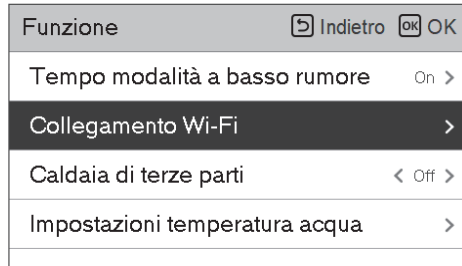 Funzione Indietro OK OK
Tempo modalità a basso rumore On >
Collegamento Wi-Fi >
Caldaia di terze parti < Off >
Impostazioni temperatura acqua >